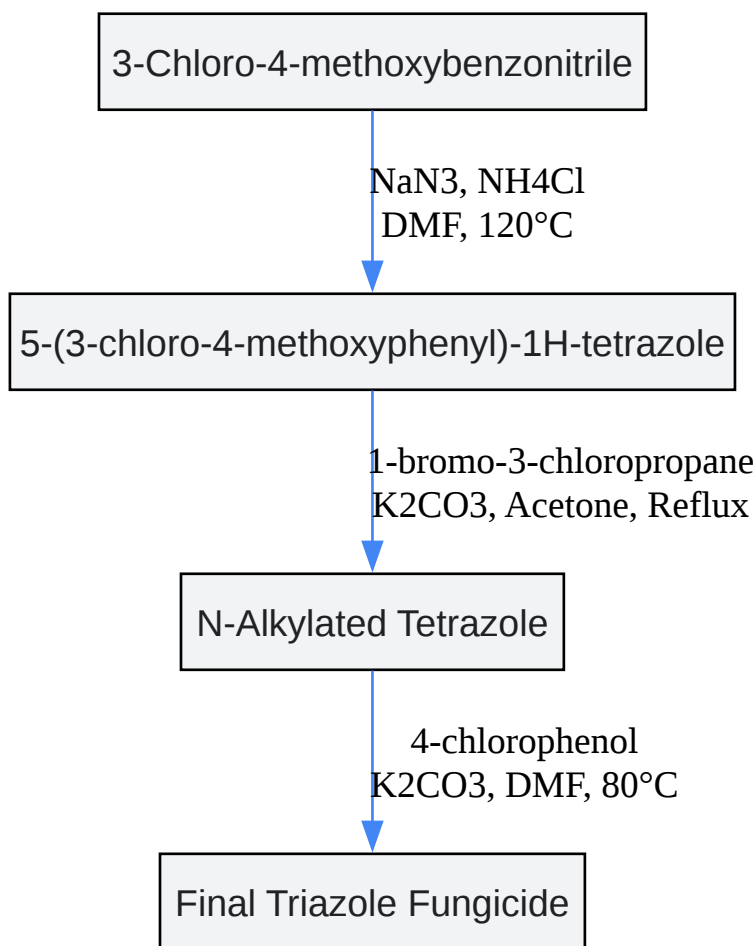 3-Chloro-4-methoxybenzonitrile
NaN3, NH4Cl
DMF, 120°C
5-(3-chloro-4-methoxyphenyl)-1H-tetrazole
1-bromo-3-chloropropane
K2CO3, Acetone, Reflux
N-Alkylated Tetrazole
4-chlorophenol
K2CO3, DMF, 80°C
Final Triazole Fungicide